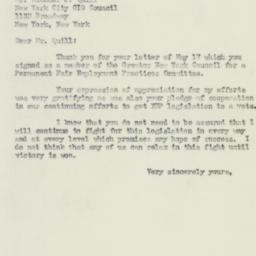 New York City CIO Council
1133 Broadway
New York, New York
Dear Mr. Quill:
Thank you for your letter of May 17 which you
signed as a member of the Greater New York Council for a
Permanent Fair Employment Practices Committee.
Your expression of appreciation for my efforts
was very gratifying as was also your pledge of cooperation
in our continuing efforts to get FEP legislation to a vote.
I know that you do not need to be assured that I
will continue to fight for this legislation in every way
and at every level which promises any hope of success. I
do not think that any of us can relax in this fight until
victory is won.
Very sincerely yours,